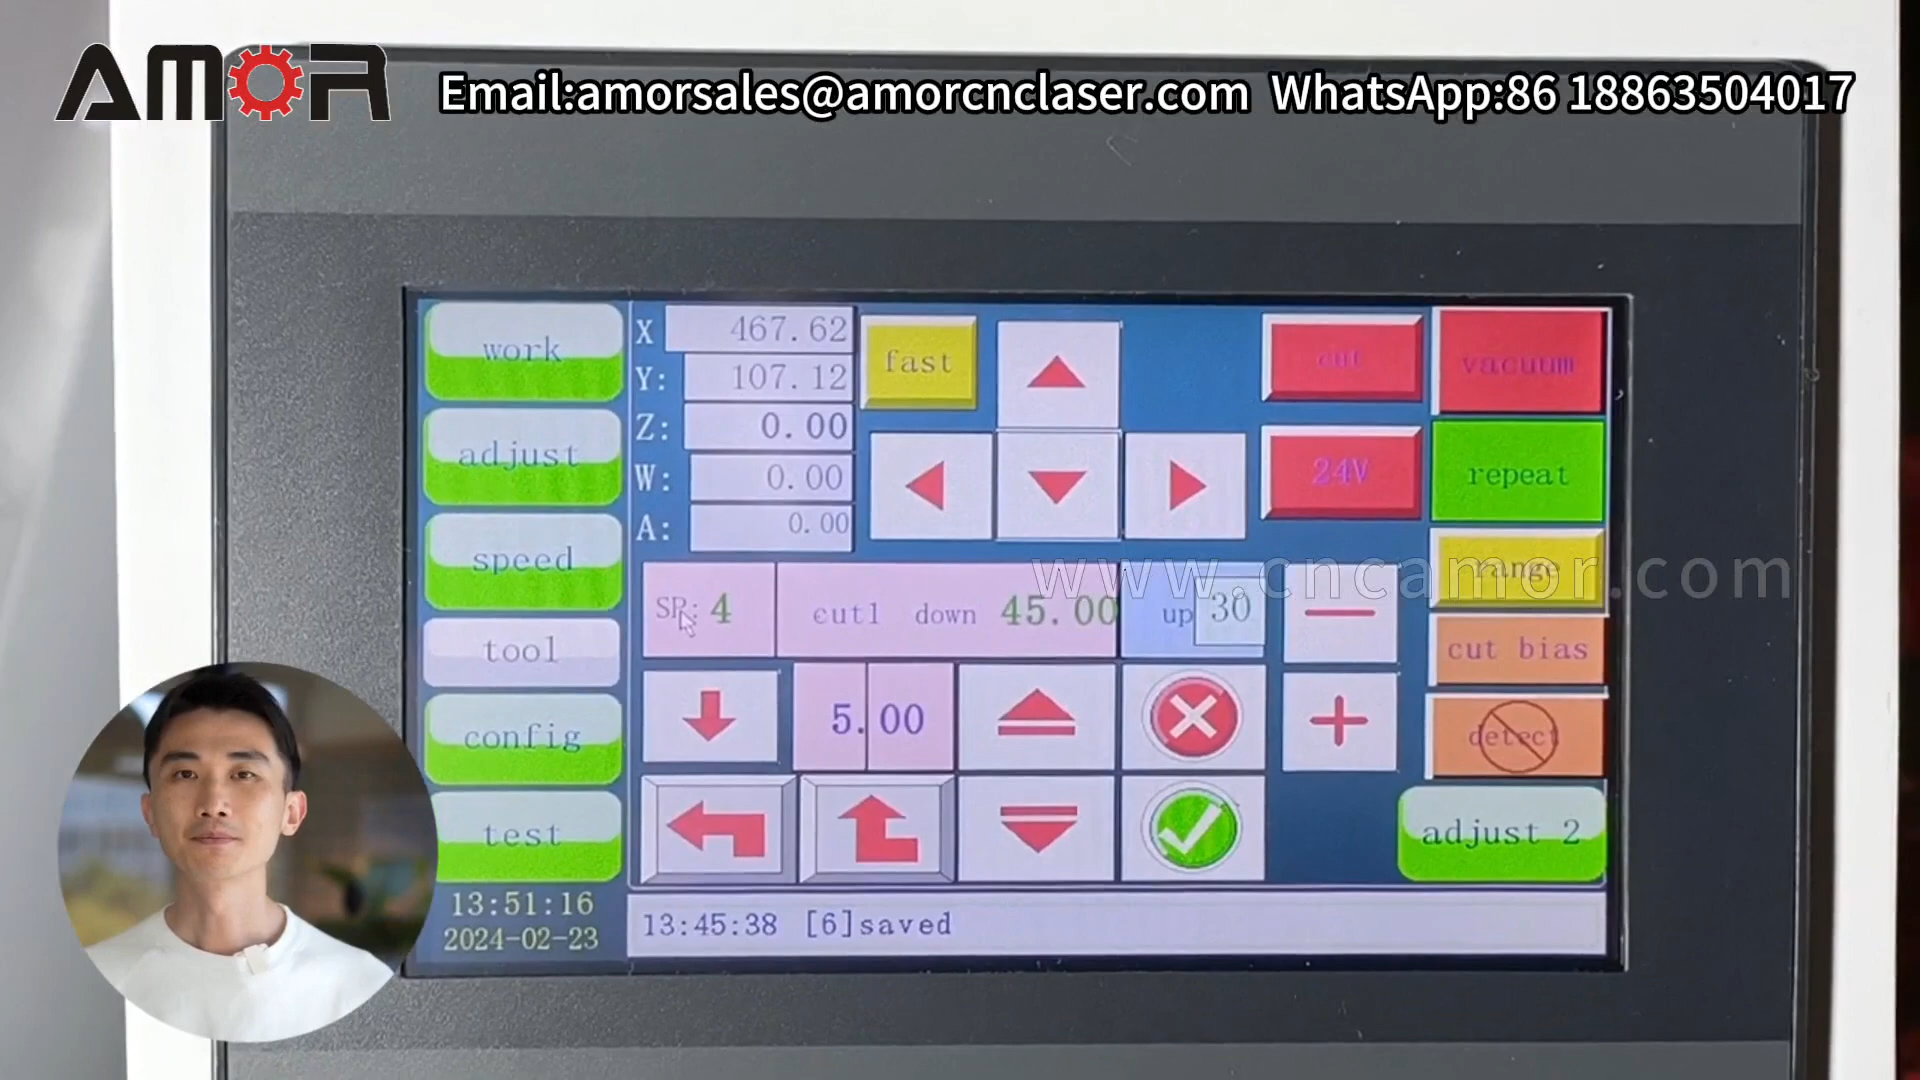 AMOR
Email:amorsales@amorcnclaser.com WhatsApp:86 18863504017
work
adjust
speed
tool
config
test
13:51:16
2024-02-23
X 467.62
Y: 107.12
Z: 0.00
W: 0.00
A: 0.00
fast
cut
vacuum
24V
repeat
www.cncamor.com
range
SP: 4
cut1 down 45.00
up 30
cut bias
5.00
detect
adjust 2
13:45:38 [6]saved